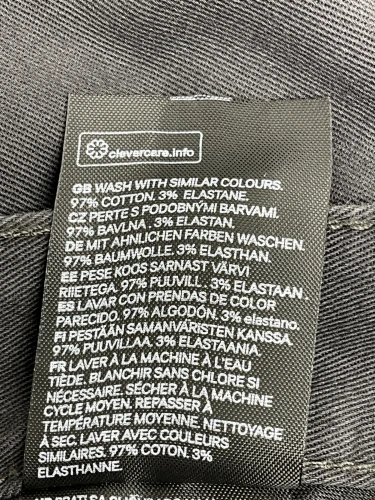 clevercare.info
GB WASH WITH SIMILAR COLOURS.
97% COTTON. 3% ELASTANE.
CZ PERTE S PODOBNÝMI BARVAMI.
97% BAVLNA . 3% ELASTAN.
DE MIT ÄHNLICHEN FARBEN WASCHEN.
97% BAUMWOLLE. 3% ELASTHAN.
EE PESE KOOS SARNAST VÄRVI
RIIETEGA. 97% PUUVILL . 3% ELASTAAN .
ES LAVAR CON PRENDAS DE COLOR
PARECIDO. 97% ALGODÓN. 3% elastano.
FI PESTÄÄN SAMANVÄRISTEN KANSSA.
97% PUUVILLAA. 3% ELASTAANIA.
FR LAVER À LA MACHINE À L'EAU
TIÈDE. BLANCHIR SANS CHLORE SI
NÉCESSAIRE. SÉCHER À LA MACHINE
CYCLE MOYEN. REPASSER À
TEMPÉRATURE MOYENNE. NETTOYAGE
À SEC. LAVER AVEC COULEURS
SIMILAIRES. 97% COTON. 3%
ELASTHANNE.